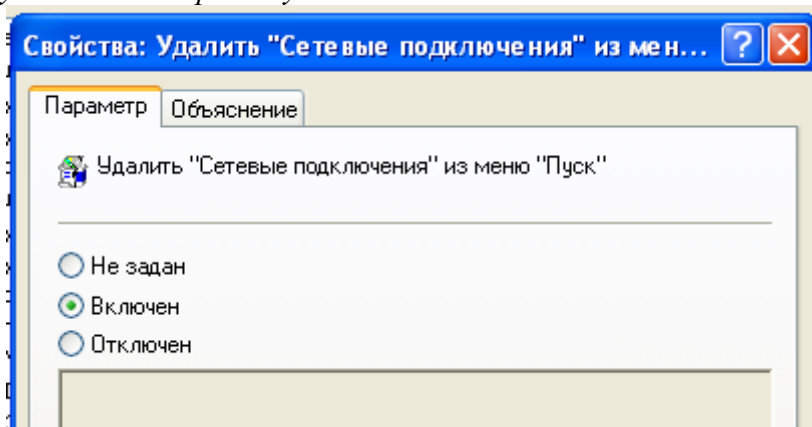 Свойства: Удалить "Сетевые подключения" из мен...
Параметр Объяснение
Удалить "Сетевые подключения" из меню "Пуск"
Не задан
Включен
Отключен